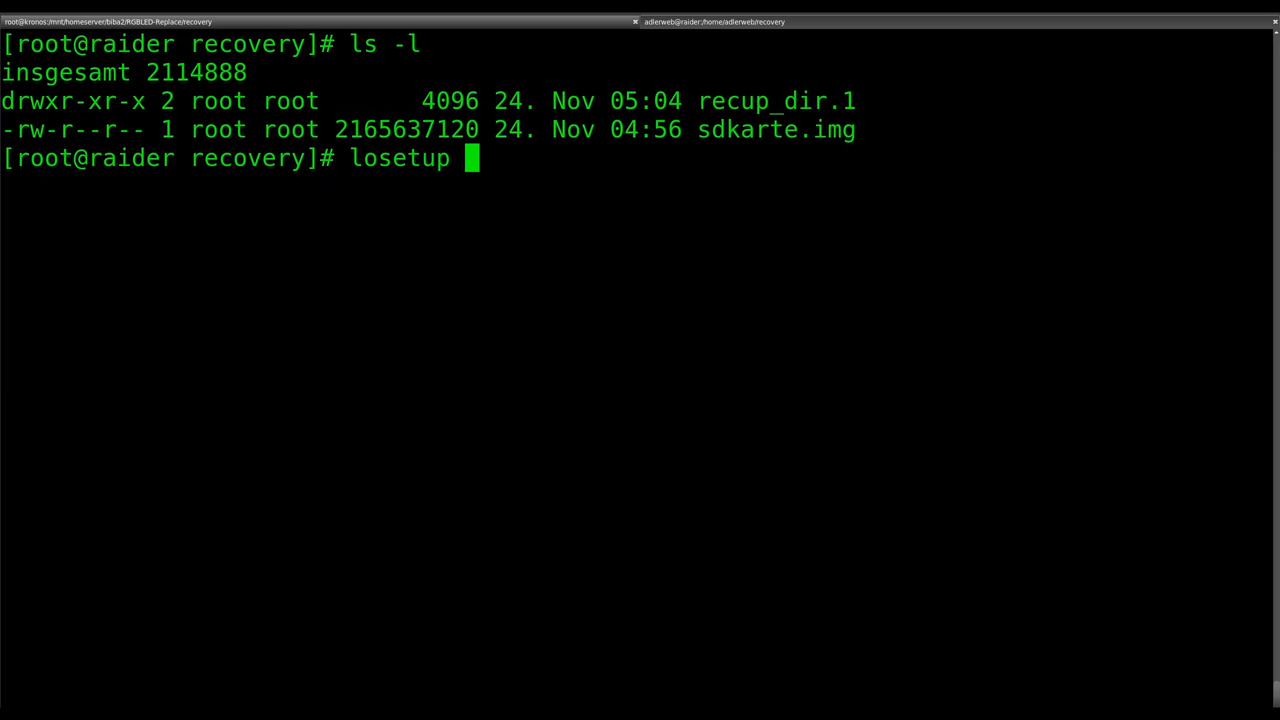 root@kronos:/mnt/homeserver/biba2/RGBLED-Replace/recovery
adlerweb@raider:/home/adlerweb/recovery
[root@raider recovery]# ls -l
insgesamt 2114888
drwxr-xr-x 2 root root       4096 24. Nov 05:04 recup_dir.1
-rw-r--r-- 1 root root 2165637120 24. Nov 04:56 sdkarte.img
[root@raider recovery]# losetup